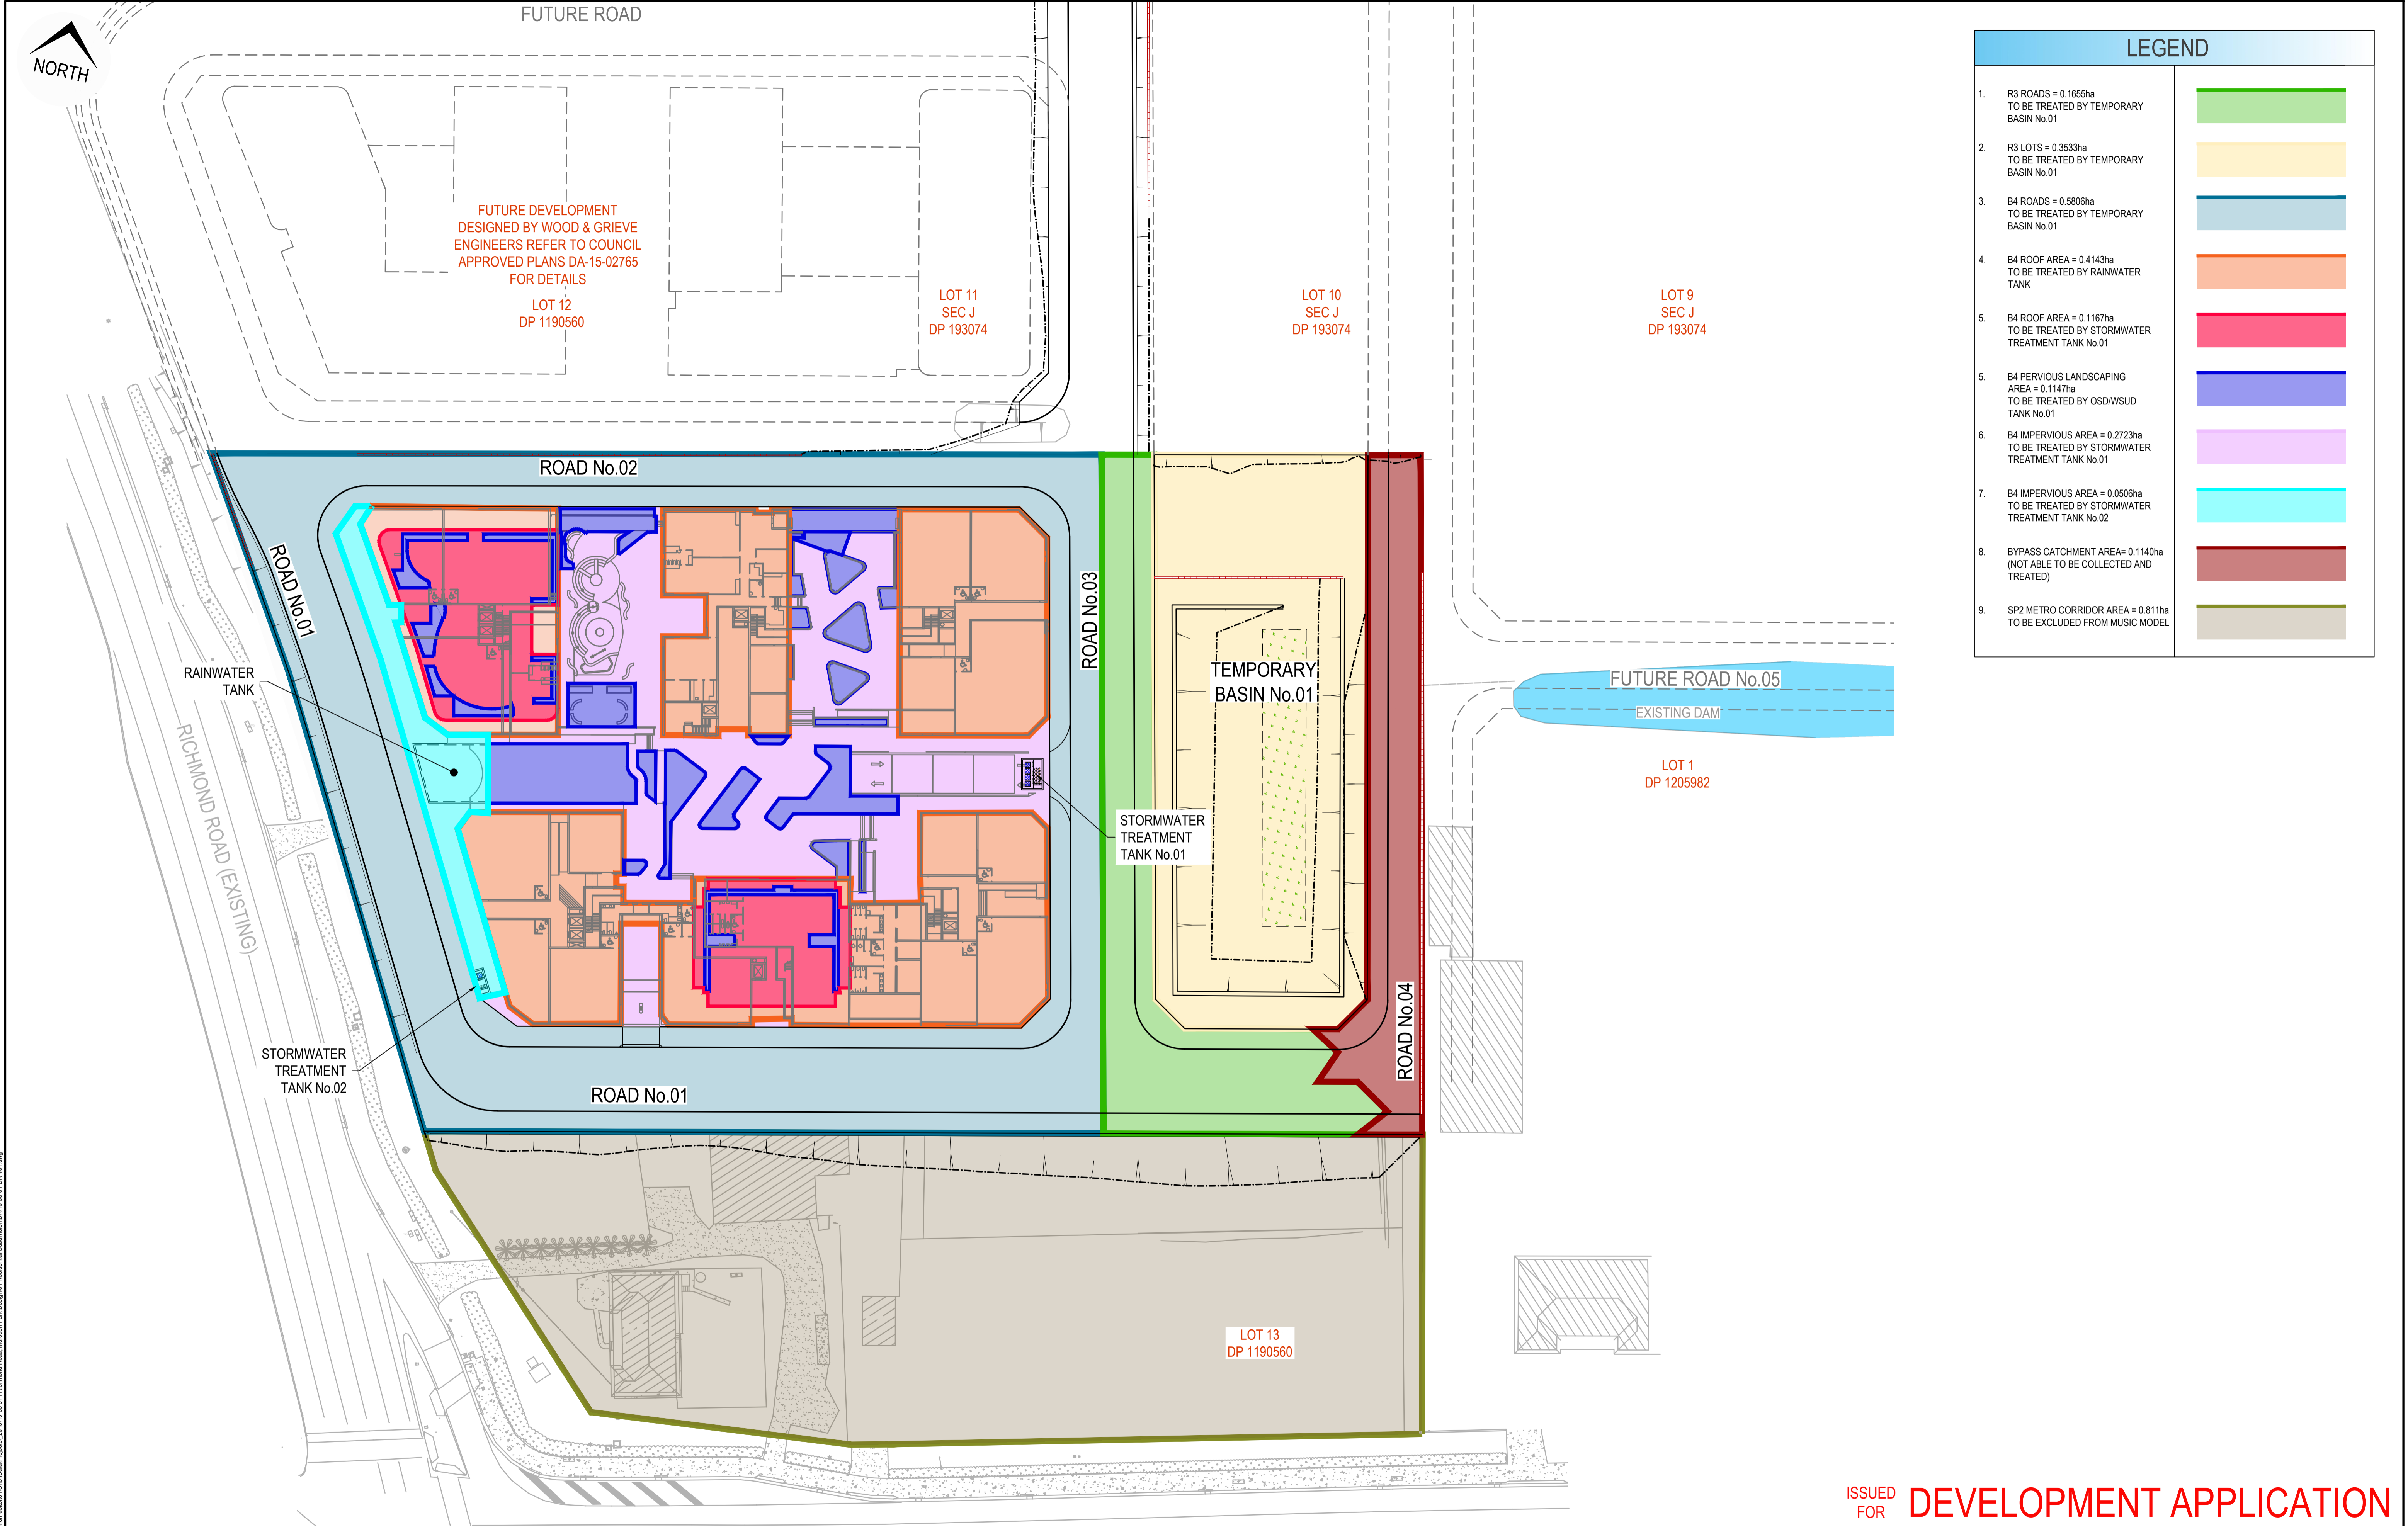 FUTURE ROAD
NORTH
LEGEND
1. R3 ROADS = 0.1655ha
TO BE TREATED BY TEMPORARY
BASIN No.01
2. R3 LOTS = 0.3533ha
TO BE TREATED BY TEMPORARY
BASIN No.01
3. B4 ROADS = 0.5806ha
TO BE TREATED BY TEMPORARY
BASIN No.01
4. B4 ROOF AREA = 0.4143ha
TO BE TREATED BY RAINWATER
TANK
5. B4 ROOF AREA = 0.1167ha
TO BE TREATED BY STORMWATER
TREATMENT TANK No.01
5. B4 PERVIOUS LANDSCAPING
AREA = 0.1147ha
TO BE TREATED BY OSD/WSUD
TANK No.01
6. B4 IMPERVIOUS AREA = 0.2723ha
TO BE TREATED BY STORMWATER
TREATMENT TANK No.01
7. B4 IMPERVIOUS AREA = 0.0506ha
TO BE TREATED BY STORMWATER
TREATMENT TANK No.02
8. BYPASS CATCHMENT AREA= 0.1140ha
(NOT ABLE TO BE COLLECTED AND
TREATED)
9. SP2 METRO CORRIDOR AREA = 0.811ha
TO BE EXCLUDED FROM MUSIC MODEL
FUTURE DEVELOPMENT
DESIGNED BY WOOD & GRIEVE
ENGINEERS REFER TO COUNCIL
APPROVED PLANS DA-15-02765
FOR DETAILS
LOT 12
DP 1190560
LOT 11
SEC J
DP 193074
LOT 10
SEC J
DP 193074
LOT 9
SEC J
DP 193074
ROAD No.02
ROAD No.01
ROAD No.03
RAINWATER
TANK
TEMPORARY
BASIN No.01
FUTURE ROAD No.05
EXISTING DAM
LOT 1
DP 1205982
RICHMOND ROAD (EXISTING)
STORMWATER
TREATMENT
TANK No.01
ROAD No.04
STORMWATER
TREATMENT
TANK No.02
ROAD No.01
LOT 13
DP 1190560
ISSUED
FOR
DEVELOPMENT APPLICATION